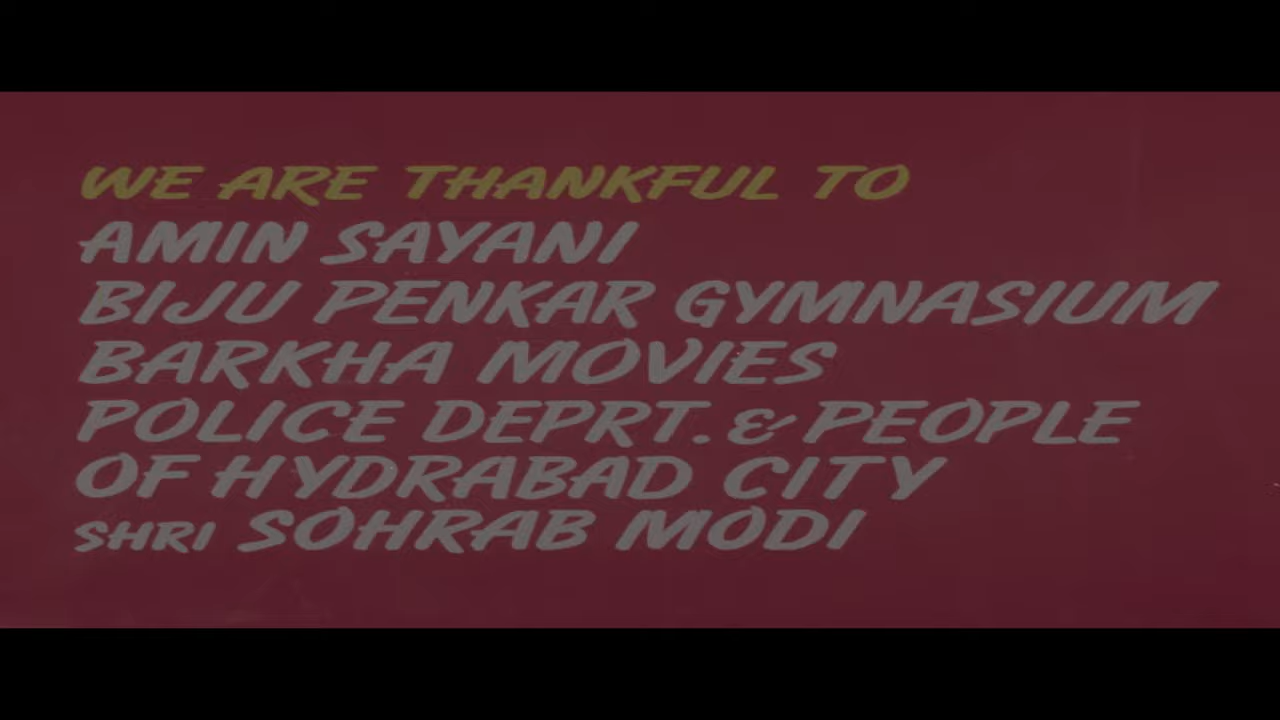 WE ARE THANKFUL TO
AMIN SAYANI
BIJU PENKAR GYMNASIUM
BARKHA MOVIES
POLICE DEPRT. & PEOPLE
OF HYDRABAD CITY
SHRI SOHRAB MODI